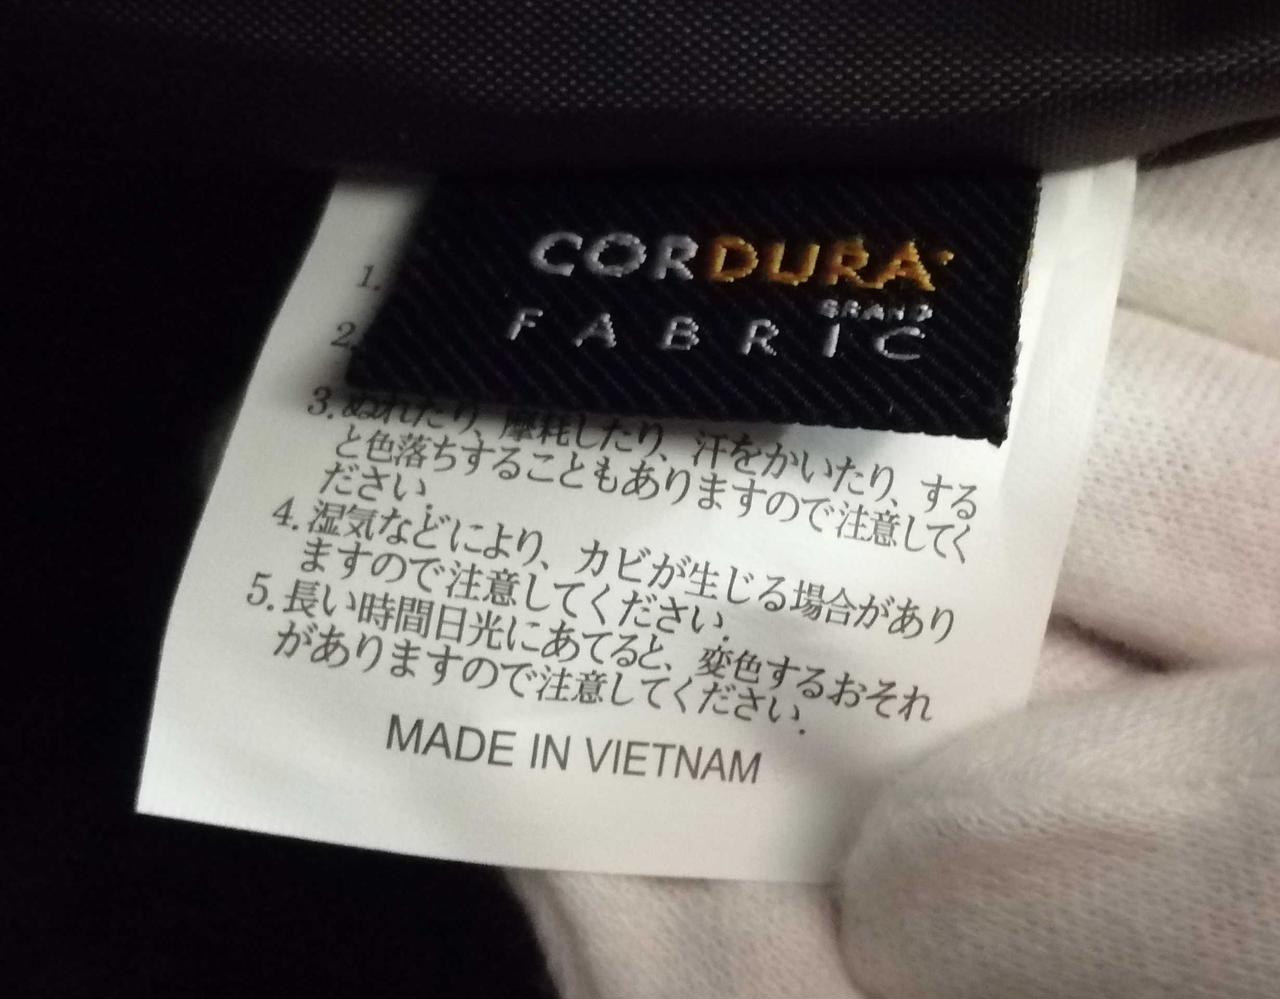 CORDURA
BRAND
FABRIC
1.
2.
3. ぬれたり、摩耗したり、汗をかいたり、する
と色落ちすることもありますので注意してく
ださい.
4. 湿気などにより、カビが生じる場合があり
ますので注意してください.
5. 長い時間日光にあてると、変色するおそれ
がありますので注意してください.
MADE IN VIETNAM